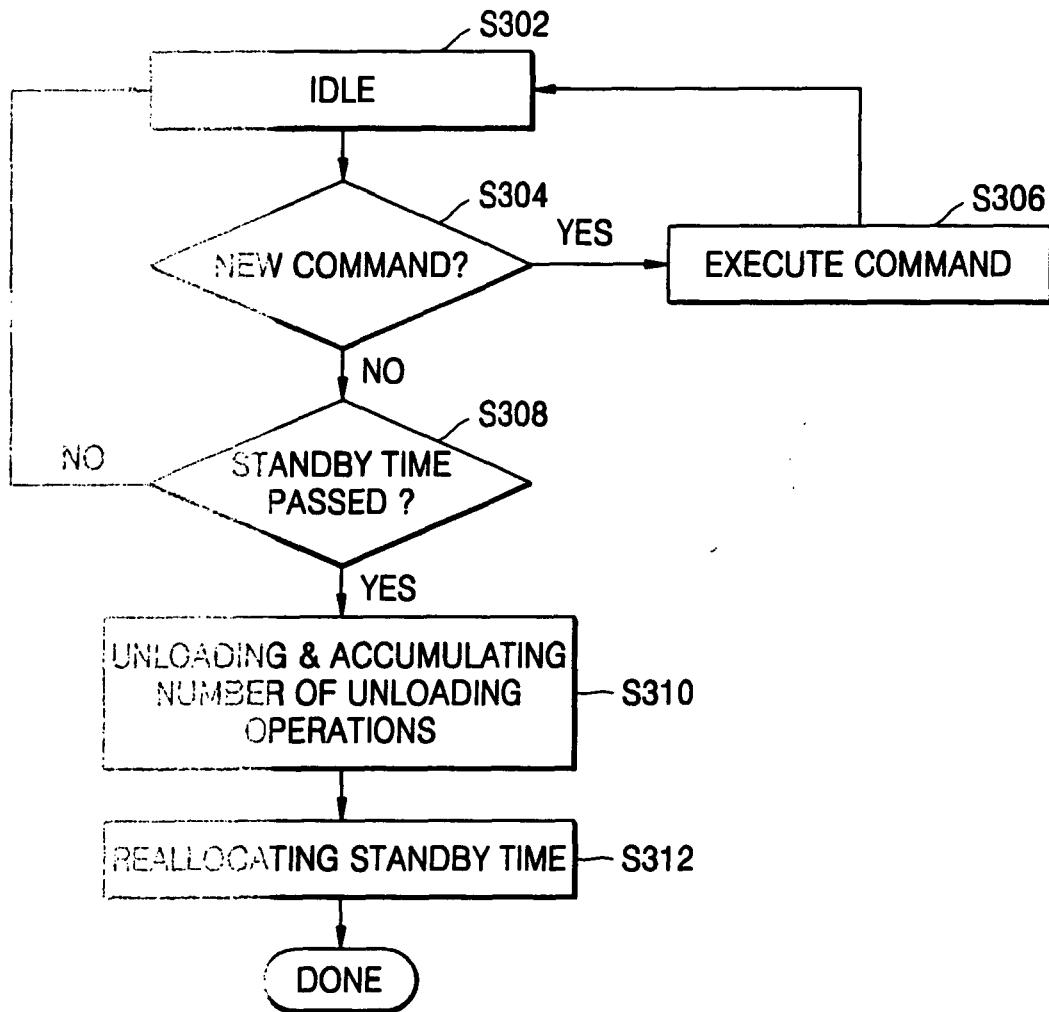 S302
IDLE
S304
NEW COMMAND?
YES
S306
EXECUTE COMMAND
NO
S308
NO
STANDBY TIME
PASSED ?
YES
UNLOADING & ACCUMULATING
NUMBER OF UNLOADING
OPERATIONS
S310
REALLOCATING STANDBY TIME
S312
DONE